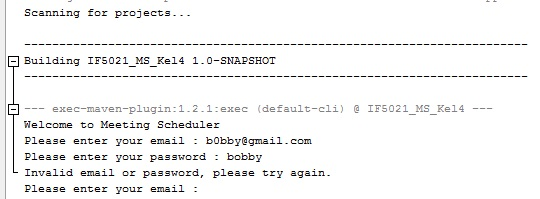 Scanning for projects...
------------------------------------------------------------------------
Building IF5021_MS_Kel4 1.0-SNAPSHOT
------------------------------------------------------------------------
--- exec-maven-plugin:1.2.1:exec (default-cli) @ IF5021_MS_Kel4 ---
Welcome to Meeting Scheduler
Please enter your email : b0bby@gmail.com
Please enter your password : bobby
Invalid email or password, please try again.
Please enter your email :